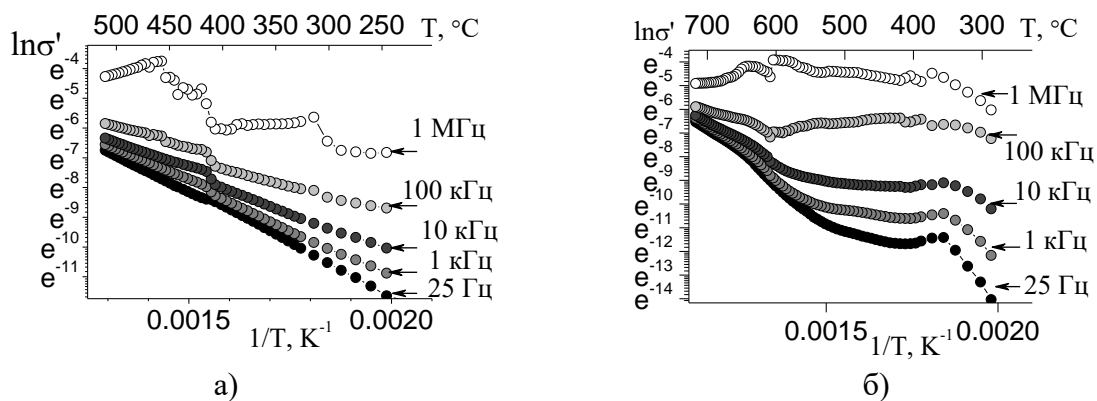 500 450 400 350 300 250
T, °C
lnσ'
e⁻⁴
e⁻⁵
e⁻⁶
e⁻⁷
e⁻⁸
e⁻⁹
e⁻¹⁰
e⁻¹¹
1 МГц
100 кГц
10 кГц
1 кГц
25 Гц
0.0015 0.0020
1/T, K⁻¹
а)
700 600 500 400 300
T, °C
lnσ'
e⁻⁴
e⁻⁵
e⁻⁶
e⁻⁷
e⁻⁸
e⁻⁹
e⁻¹⁰
e⁻¹¹
e⁻¹²
e⁻¹³
e⁻¹⁴
1 МГц
100 кГц
10 кГц
1 кГц
25 Гц
0.0015 0.0020
1/T, K⁻¹
б)